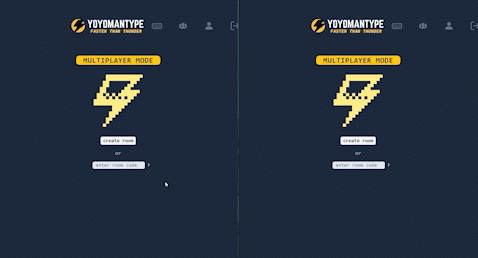 YOYOMANTYPE
FASTER THAN THUNDER
MULTIPLAYER MODE
create room
or
enter room code
YOYOMANTYPE
FASTER THAN THUNDER
MULTIPLAYER MODE
create room
or
enter room code